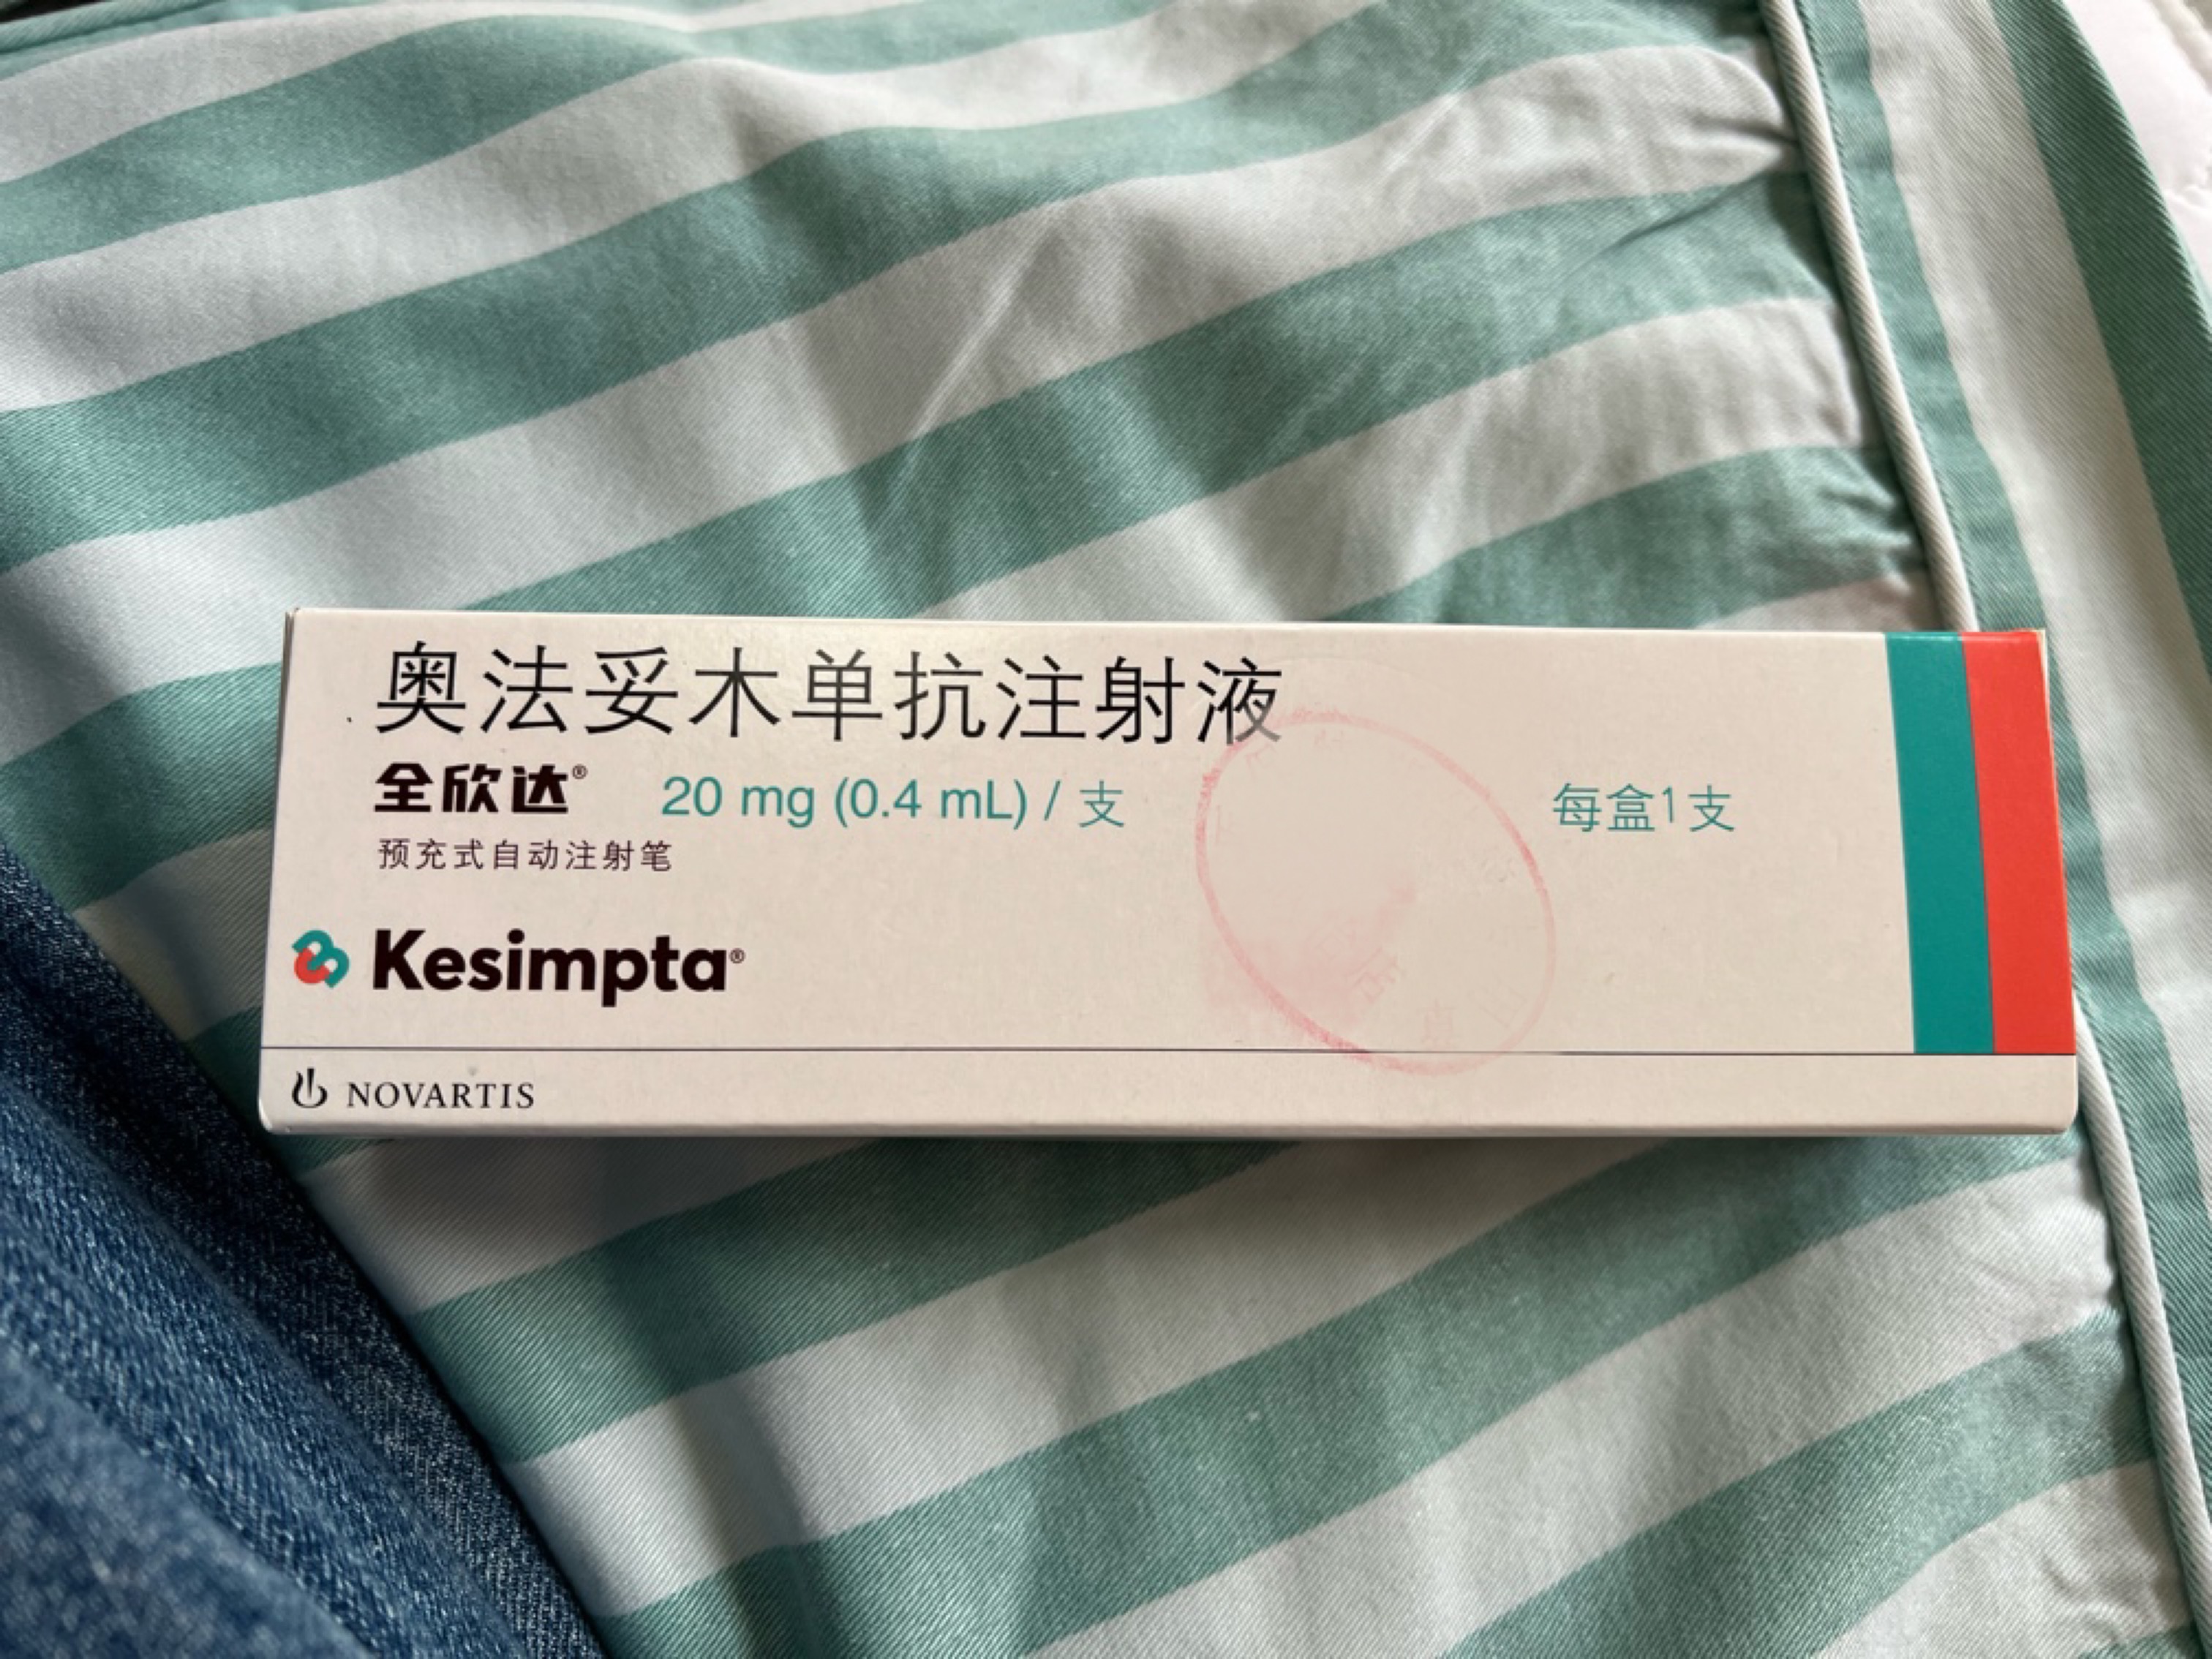 奥法妥木单抗注射液
全欣达® 20 mg (0.4 mL) / 支 每盒1支
预充式自动注射笔
Kesimpta®
NOVARTIS